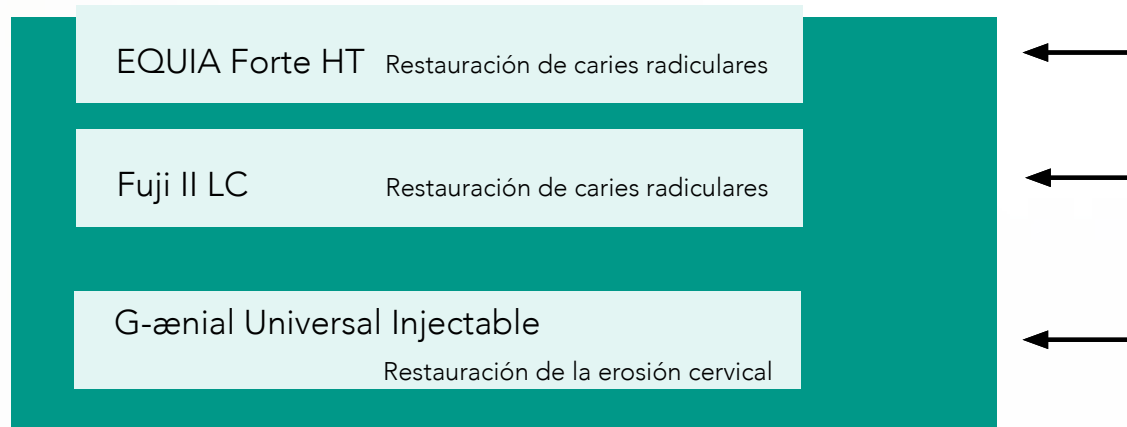 EQUIA Forte HT Restauración de caries radiculares
Fuji II LC Restauración de caries radiculares
G-ænial Universal Injectable
Restauración de la erosión cervical